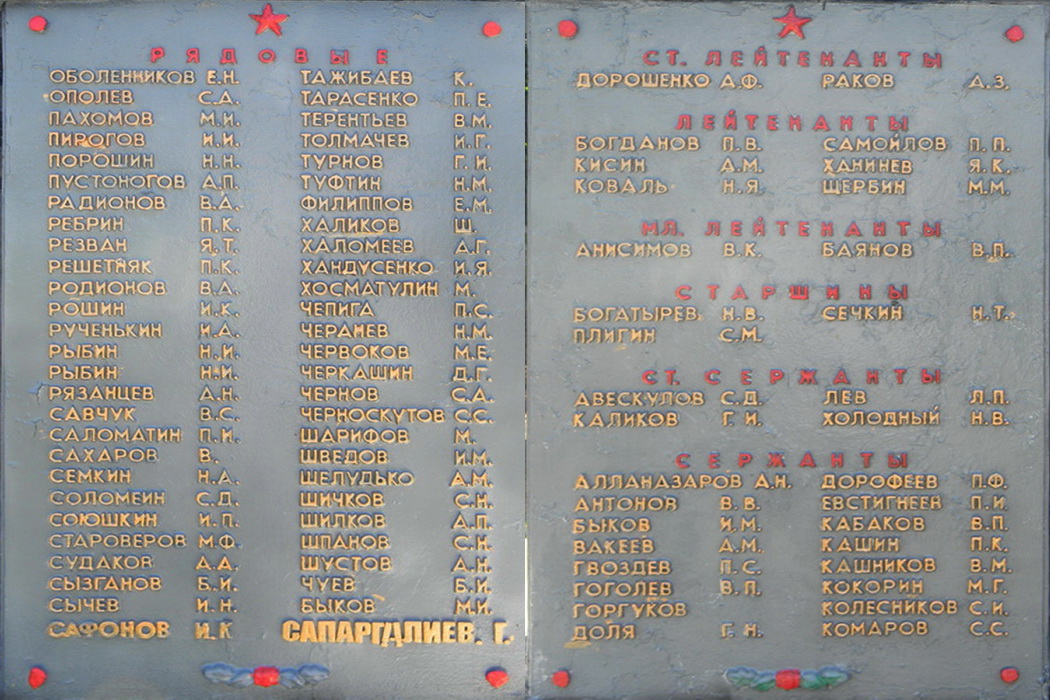 РЯДОВЫЕ
ОБОЛЕННИКОВ Е.Н.
ОПОЛЕВ С.А.
ПАХОМОВ М.И.
ПИРОГОВ И.И.
ПОРОШИН Н.Н.
ПУСТОНОГОВ А.П.
РАДИОНОВ В.А.
РЕБРИН П.К.
РЕЗВАН Я.Т.
РЕШЕТНЯК П.К.
РОДИОНОВ В.А.
РОШИН И.К.
РУЧЕНЬКИН И.А.
РЫБИН Н.И.
РЫБИН Н.И.
РЯЗАНЦЕВ А.Н.
САВЧУК В.С.
САЛОМАТИН П.И.
САХАРОВ В.
СЕМКИН Н.А.
СОЛОМЕИН С.Д.
СОЮШКИН И.П.
СТАРОВЕРОВ М.Ф.
СУДАКОВ А.А.
СЫЗГАНОВ Б.И.
СЫЧЕВ И.Н.
САФОНОВ И.К
ТАЖИБАЕВ К.
ТАРАСЕНКО П.Е.
ТЕРЕНТЬЕВ В.М.
ТОЛМАЧЕВ И.Г.
ТУРНОВ Г.И.
ТУФТИН Н.М.
ФИЛИППОВ Е.М.
ХАЛИКОВ Ш.
ХАЛОМЕЕВ А.Г.
ХАНДУСЕНКО И.Я.
ХОСМАТУЛИН М.
ЧЕПИГА П.С.
ЧЕРАНЕВ Н.М.
ЧЕРВОКОВ М.Е.
ЧЕРКАШИН Д.Г.
ЧЕРНОВ С.А.
ЧЕРНОСКУТОВ С.С.
ШАРИФОВ М.
ШВЕДОВ И.М.
ШЕЛУДЬКО А.М.
ШИЧКОВ С.Н.
ШИЛКОВ А.П.
ШПАНОВ С.Н.
ШУСТОВ А.Н.
ЧУЕВ Б.И.
БЫКОВ М.И.
САПАРГАЛИЕВ. Г.
СТ. ЛЕЙТЕНАНТЫ
ДОРОШЕНКО А.Ф. РАКОВ А.З.
ЛЕЙТЕНАНТЫ
БОГДАНОВ П.В. САМОЙЛОВ П.П.
КИСИН А.М. ХАНИНЕВ Я.К.
КОВАЛЬ Н.Я. ЩЕРБИН М.М.
МЛ. ЛЕЙТЕНАНТЫ
АНИСИМОВ В.К. БАЯНОВ В.П.
СТАРШИНЫ
БОГАТЫРЕВ. Н.В. СЕЧКИН Н.Т.
ПЛИГИН С.М.
СТ. СЕРЖАНТЫ
АВЕСКУЛОВ С.Д. ЛЕВ Л.П.
КАЛИКОВ Г.И. ХОЛОДНЫЙ Н.В.
СЕРЖАНТЫ
АЛЛАНАЗАРОВ А.Н. ДОРОФЕЕВ П.Ф.
АНТОНОВ В.В. ЕВСТИГНЕЕН П.И.
БЫКОВ И.М. КАБАКОВ В.П.
ВАКЕЕВ А.М. КАШИН П.К.
ГВОЗДЕВ П.С. КАШНИКОВ В.М.
ГОГОЛЕВ В.П. КОКОРИН М.Г.
ГОРГУКОВ КОЛЕСНИКОВ С.И.
ДОЛЯ Г.Н. КОМАРОВ С.С.